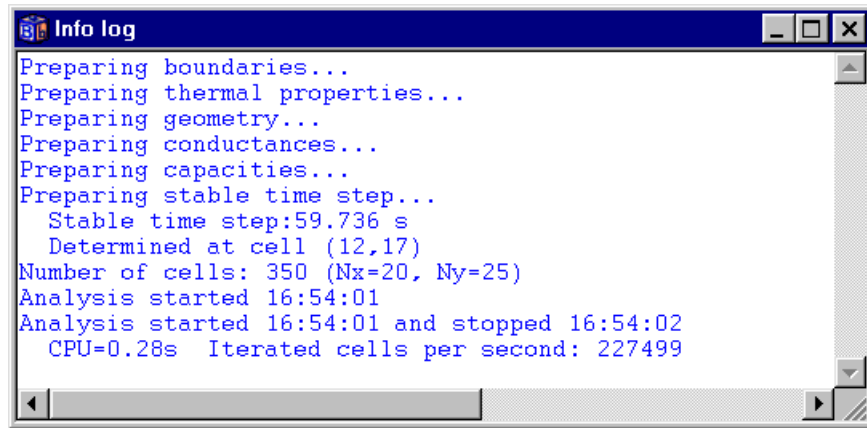 Info log
Preparing boundaries...
Preparing thermal properties...
Preparing geometry...
Preparing conductances...
Preparing capacities...
Preparing stable time step...
Stable time step:59.736 s
Determined at cell (12,17)
Number of cells: 350 (Nx=20, Ny=25)
Analysis started 16:54:01
Analysis started 16:54:01 and stopped 16:54:02
CPU=0.28s Iterated cells per second: 227499